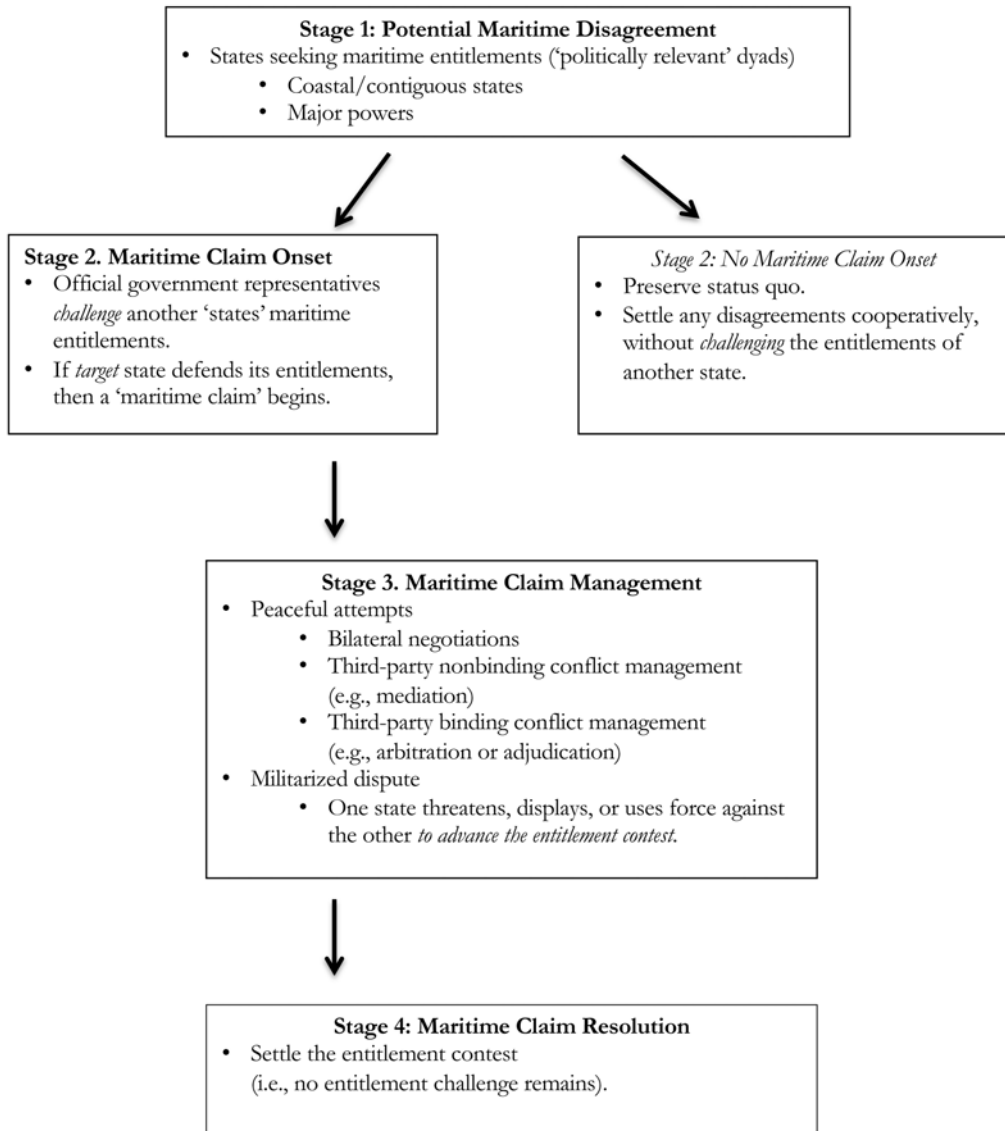 Stage 1: Potential Maritime Disagreement
• States seeking maritime entitlements (‘politically relevant’ dyads)
• Coastal/contiguous states
• Major powers
Stage 2. Maritime Claim Onset
• Official government representatives
challenge another ‘states’ maritime
entitlements.
• If target state defends its entitlements,
then a ‘maritime claim’ begins.
Stage 2: No Maritime Claim Onset
• Preserve status quo.
• Settle any disagreements cooperatively,
without challenging the entitlements of
another state.
Stage 3. Maritime Claim Management
• Peaceful attempts
• Bilateral negotiations
• Third-party nonbinding conflict management
(e.g., mediation)
• Third-party binding conflict management
(e.g., arbitration or adjudication)
• Militarized dispute
• One state threatens, displays, or uses force against
the other to advance the entitlement contest.
Stage 4: Maritime Claim Resolution
• Settle the entitlement contest
(i.e., no entitlement challenge remains).